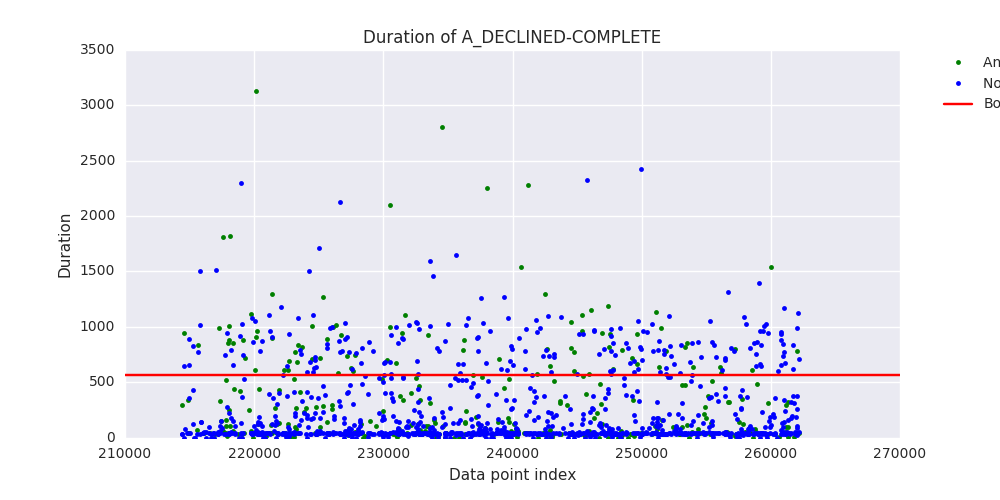 Duration of A_DECLINED-COMPLETE
3500
3000
2500
2000
1500
1000
500
0
Duration
210000 220000 230000 240000 250000 260000 270000
Data point index
An
No
Bo